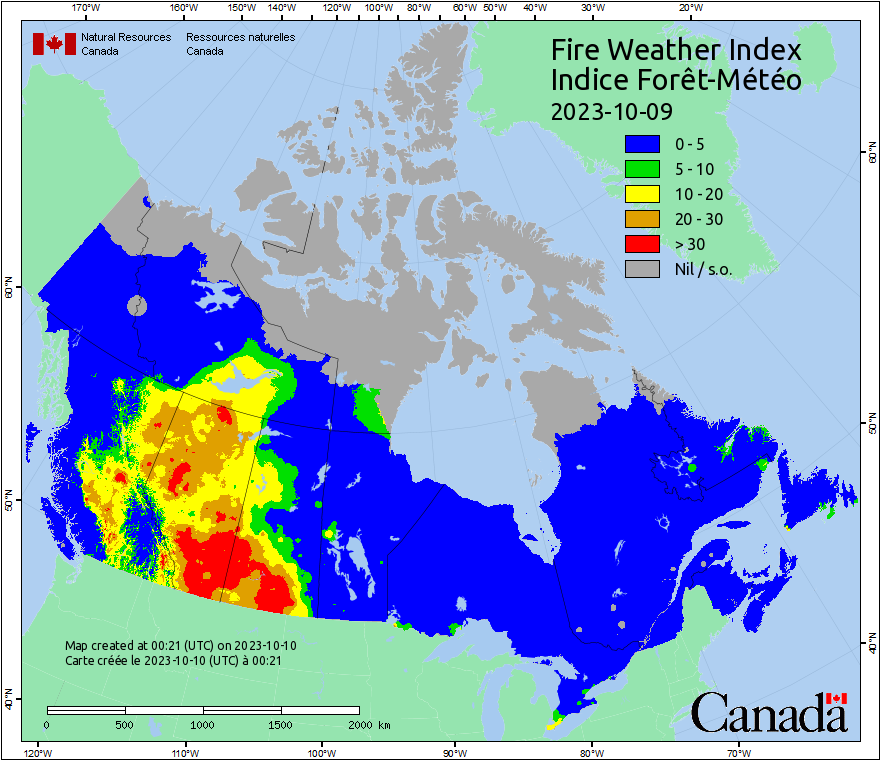 170°W 160°W 150°W 140°W 130°W 120°W 110°W 100°W 90°W 80°W 70°W 60°W 50°W 40°W 30°W 20°W
Natural Resources Canada
Ressources naturelles Canada
Fire Weather Index
Indice Forêt-Météo
2023-10-09
0 - 5
5 - 10
10 - 20
20 - 30
> 30
Nil / s.o.
60°N
50°N
40°N
60°N
50°N
40°N
Map created at 00:21 (UTC) on 2023-10-10
Carte créée le 2023-10-10 (UTC) à 00:21
0 500 1000 1500 2000 km
Canada
120°W 110°W 100°W 90°W 80°W 70°W